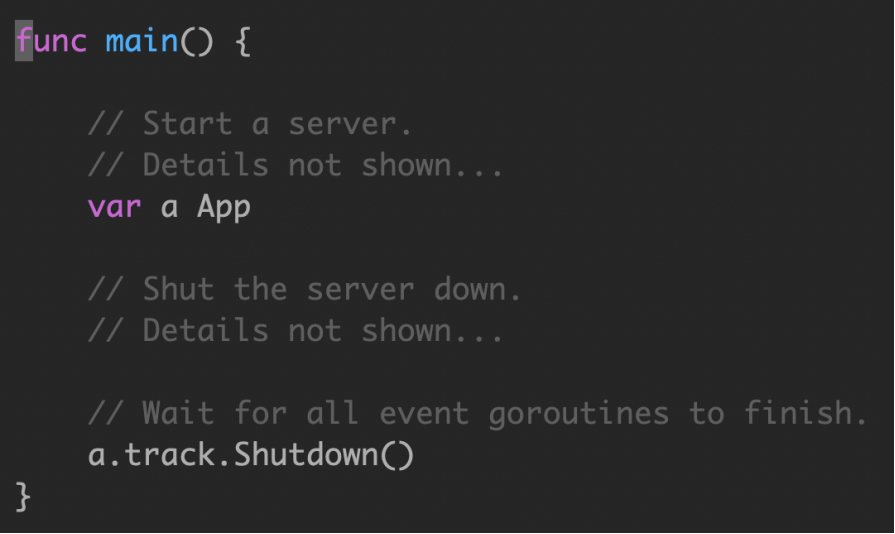 func main() {
// Start a server.
// Details not shown...
var a App
// Shut the server down.
// Details not shown...
// Wait for all event goroutines to finish.
a.track.Shutdown()
}